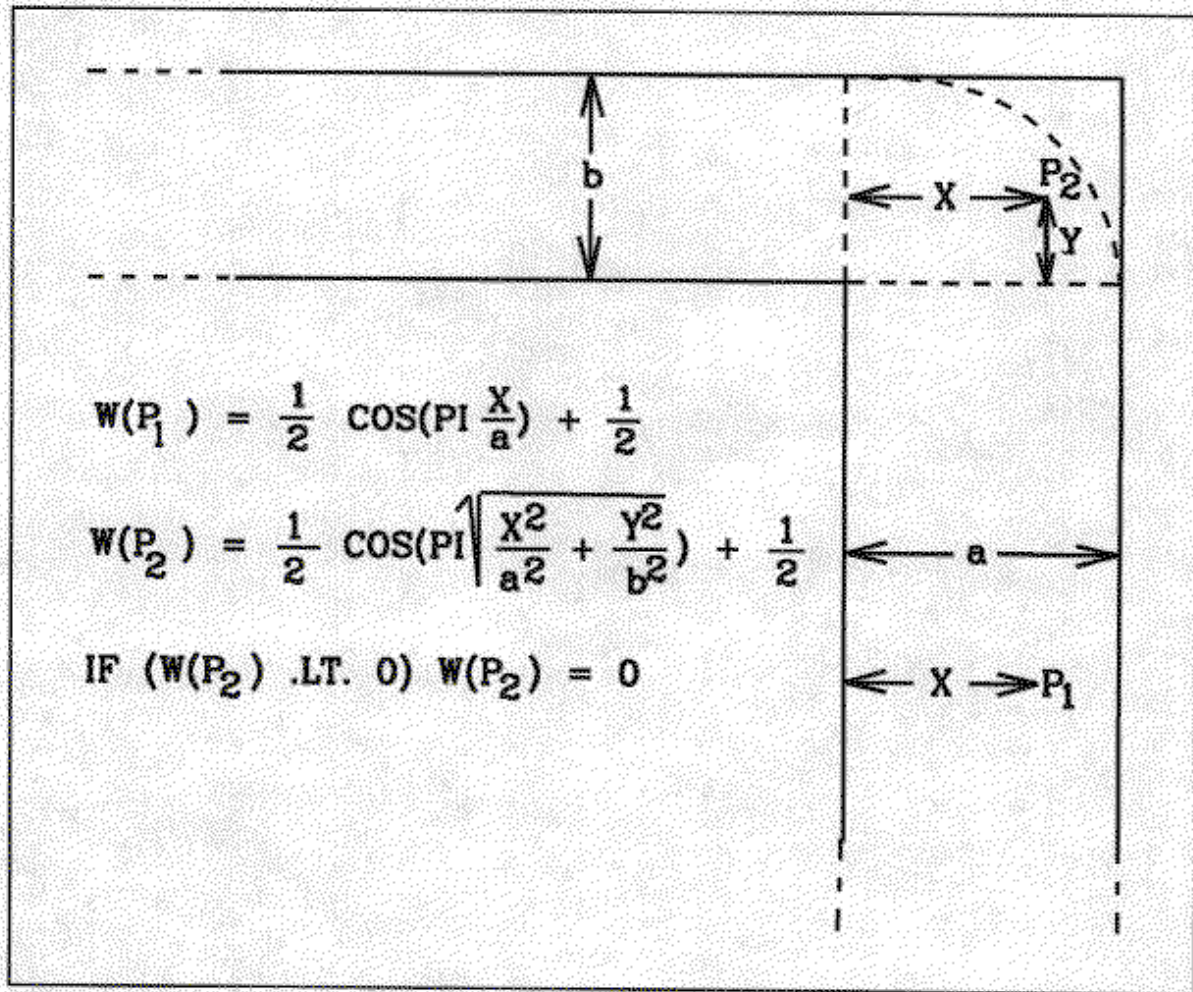 b
X
P₂
Y
W(P₁) = 1/2 COS(PI X/a) + 1/2
W(P₂) = 1/2 COS(PI√(X²/a² + Y²/b²)) + 1/2
a
IF (W(P₂) .LT. 0) W(P₂) = 0
X
P₁